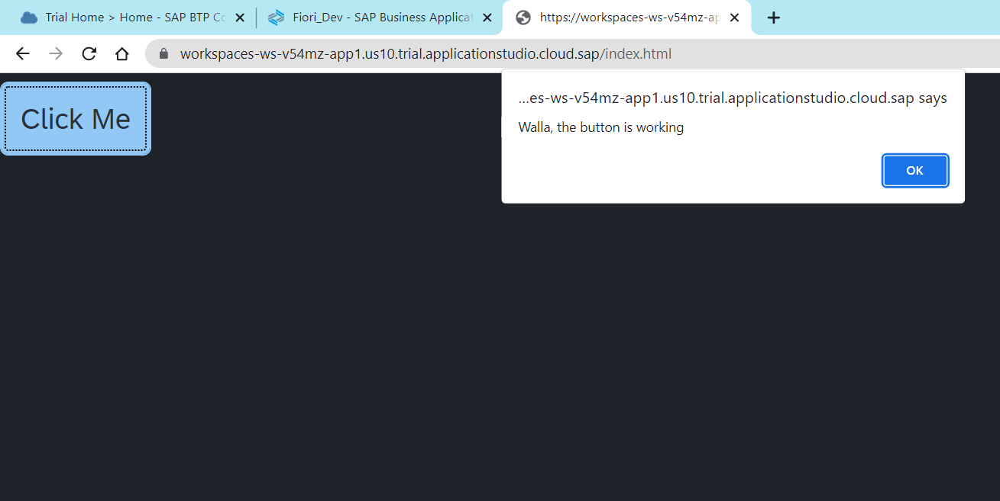 Trial Home > Home - SAP BTP Co
Fiori_Dev - SAP Business Applicat
https://workspaces-ws-v54mz-ap
workspaces-ws-v54mz-app1.us10.trial.applicationstudio.cloud.sap/index.html
Click Me
...es-ws-v54mz-app1.us10.trial.applicationstudio.cloud.sap says
Walla, the button is working
OK